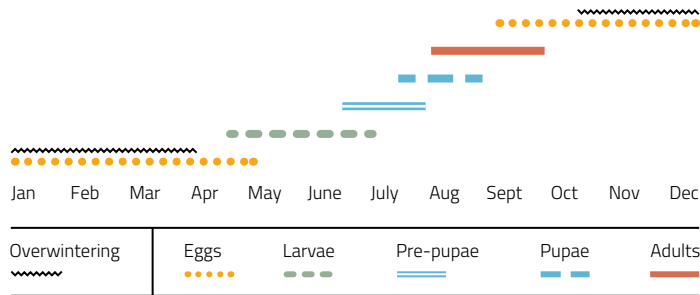 Jan Feb Mar Apr May June July Aug Sept Oct Nov Dec
Overwintering Eggs Larvae Pre-pupae Pupae Adults